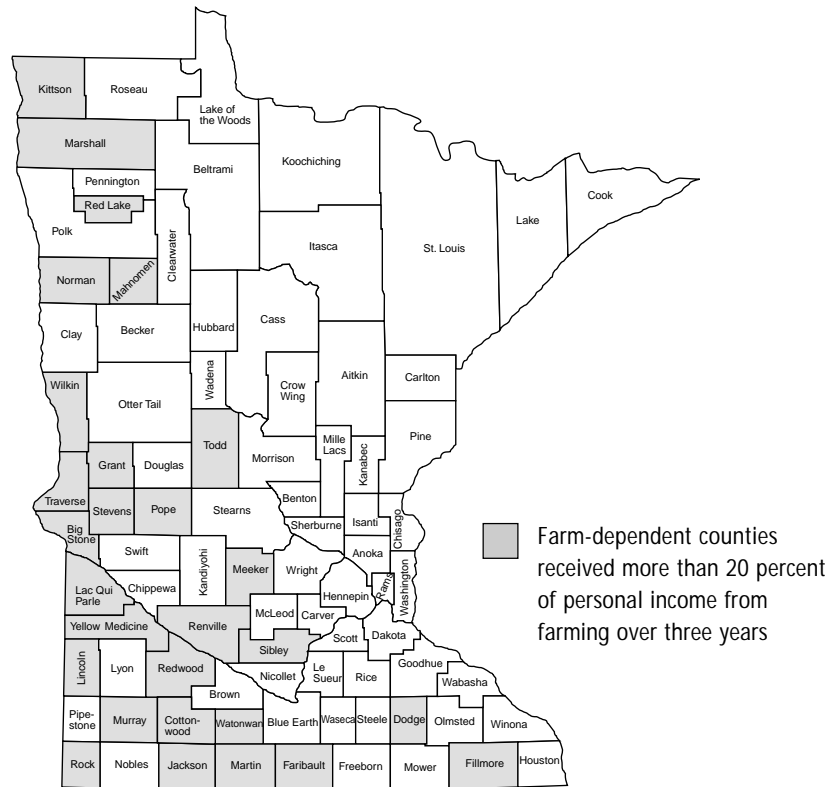 Kittson
Roseau
Lake of
the Woods
Marshall
Beltrami
Koochiching
Pennington
Red Lake
Polk
Clearwater
Itasca
St. Louis
Lake
Cook
Norman
Mahnomen
Clay
Becker
Hubbard
Cass
Wadena
Crow
Wing
Aitkin
Carlton
Wilkin
Otter Tail
Todd
Morrison
Mille
Lacs
Kanabec
Pine
Grant
Douglas
Traverse
Stevens
Pope
Stearns
Benton
Sherburne
Isanti
Chisago
Big
Stone
Swift
Kandiyohi
Meeker
Wright
Anoka
Hennepin
Rams
Washington
Lac Qui
Parle
Chippewa
Renville
McLeod
Carver
Scott
Dakota
Yellow Medicine
Sibley
Lincoln
Lyon
Redwood
Nicollet
Le
Sueur
Rice
Goodhue
Wabasha
Brown
Pipe-
stone
Murray
Cotton-
wood
Watonwan
Blue Earth
Waseca
Steele
Dodge
Olmsted
Winona
Rock
Nobles
Jackson
Martin
Faribault
Freeborn
Mower
Fillmore
Houston
Farm-dependent counties
received more than 20 percent
of personal income from
farming over three years